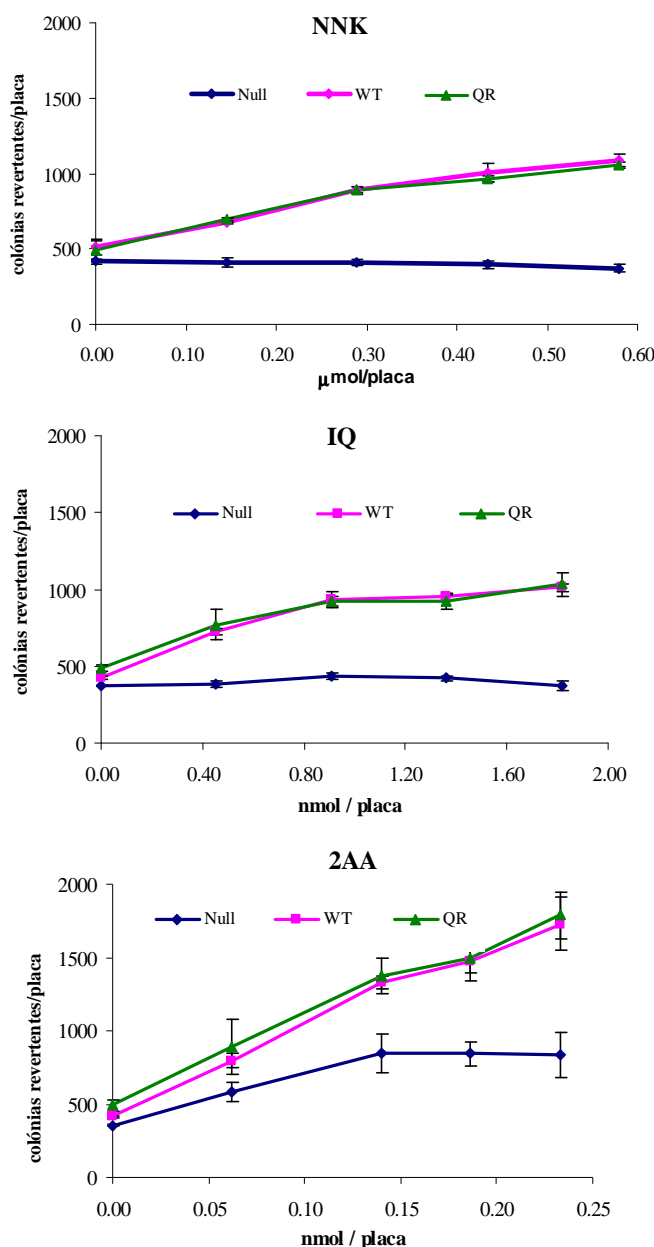 NNK
Null WT QR
colónias revertentes/placa
2000
1500
1000
500
0
0.00 0.10 0.20 0.30 0.40 0.50 0.60
μmol/placa
IQ
Null WT QR
colónias revertentes/placa
2000
1500
1000
500
0
0.00 0.40 0.80 1.20 1.60 2.00
nmol / placa
2AA
Null WT QR
colónias revertentes/placa
2000
1500
1000
500
0
0.00 0.05 0.10 0.15 0.20 0.25
nmol / placa